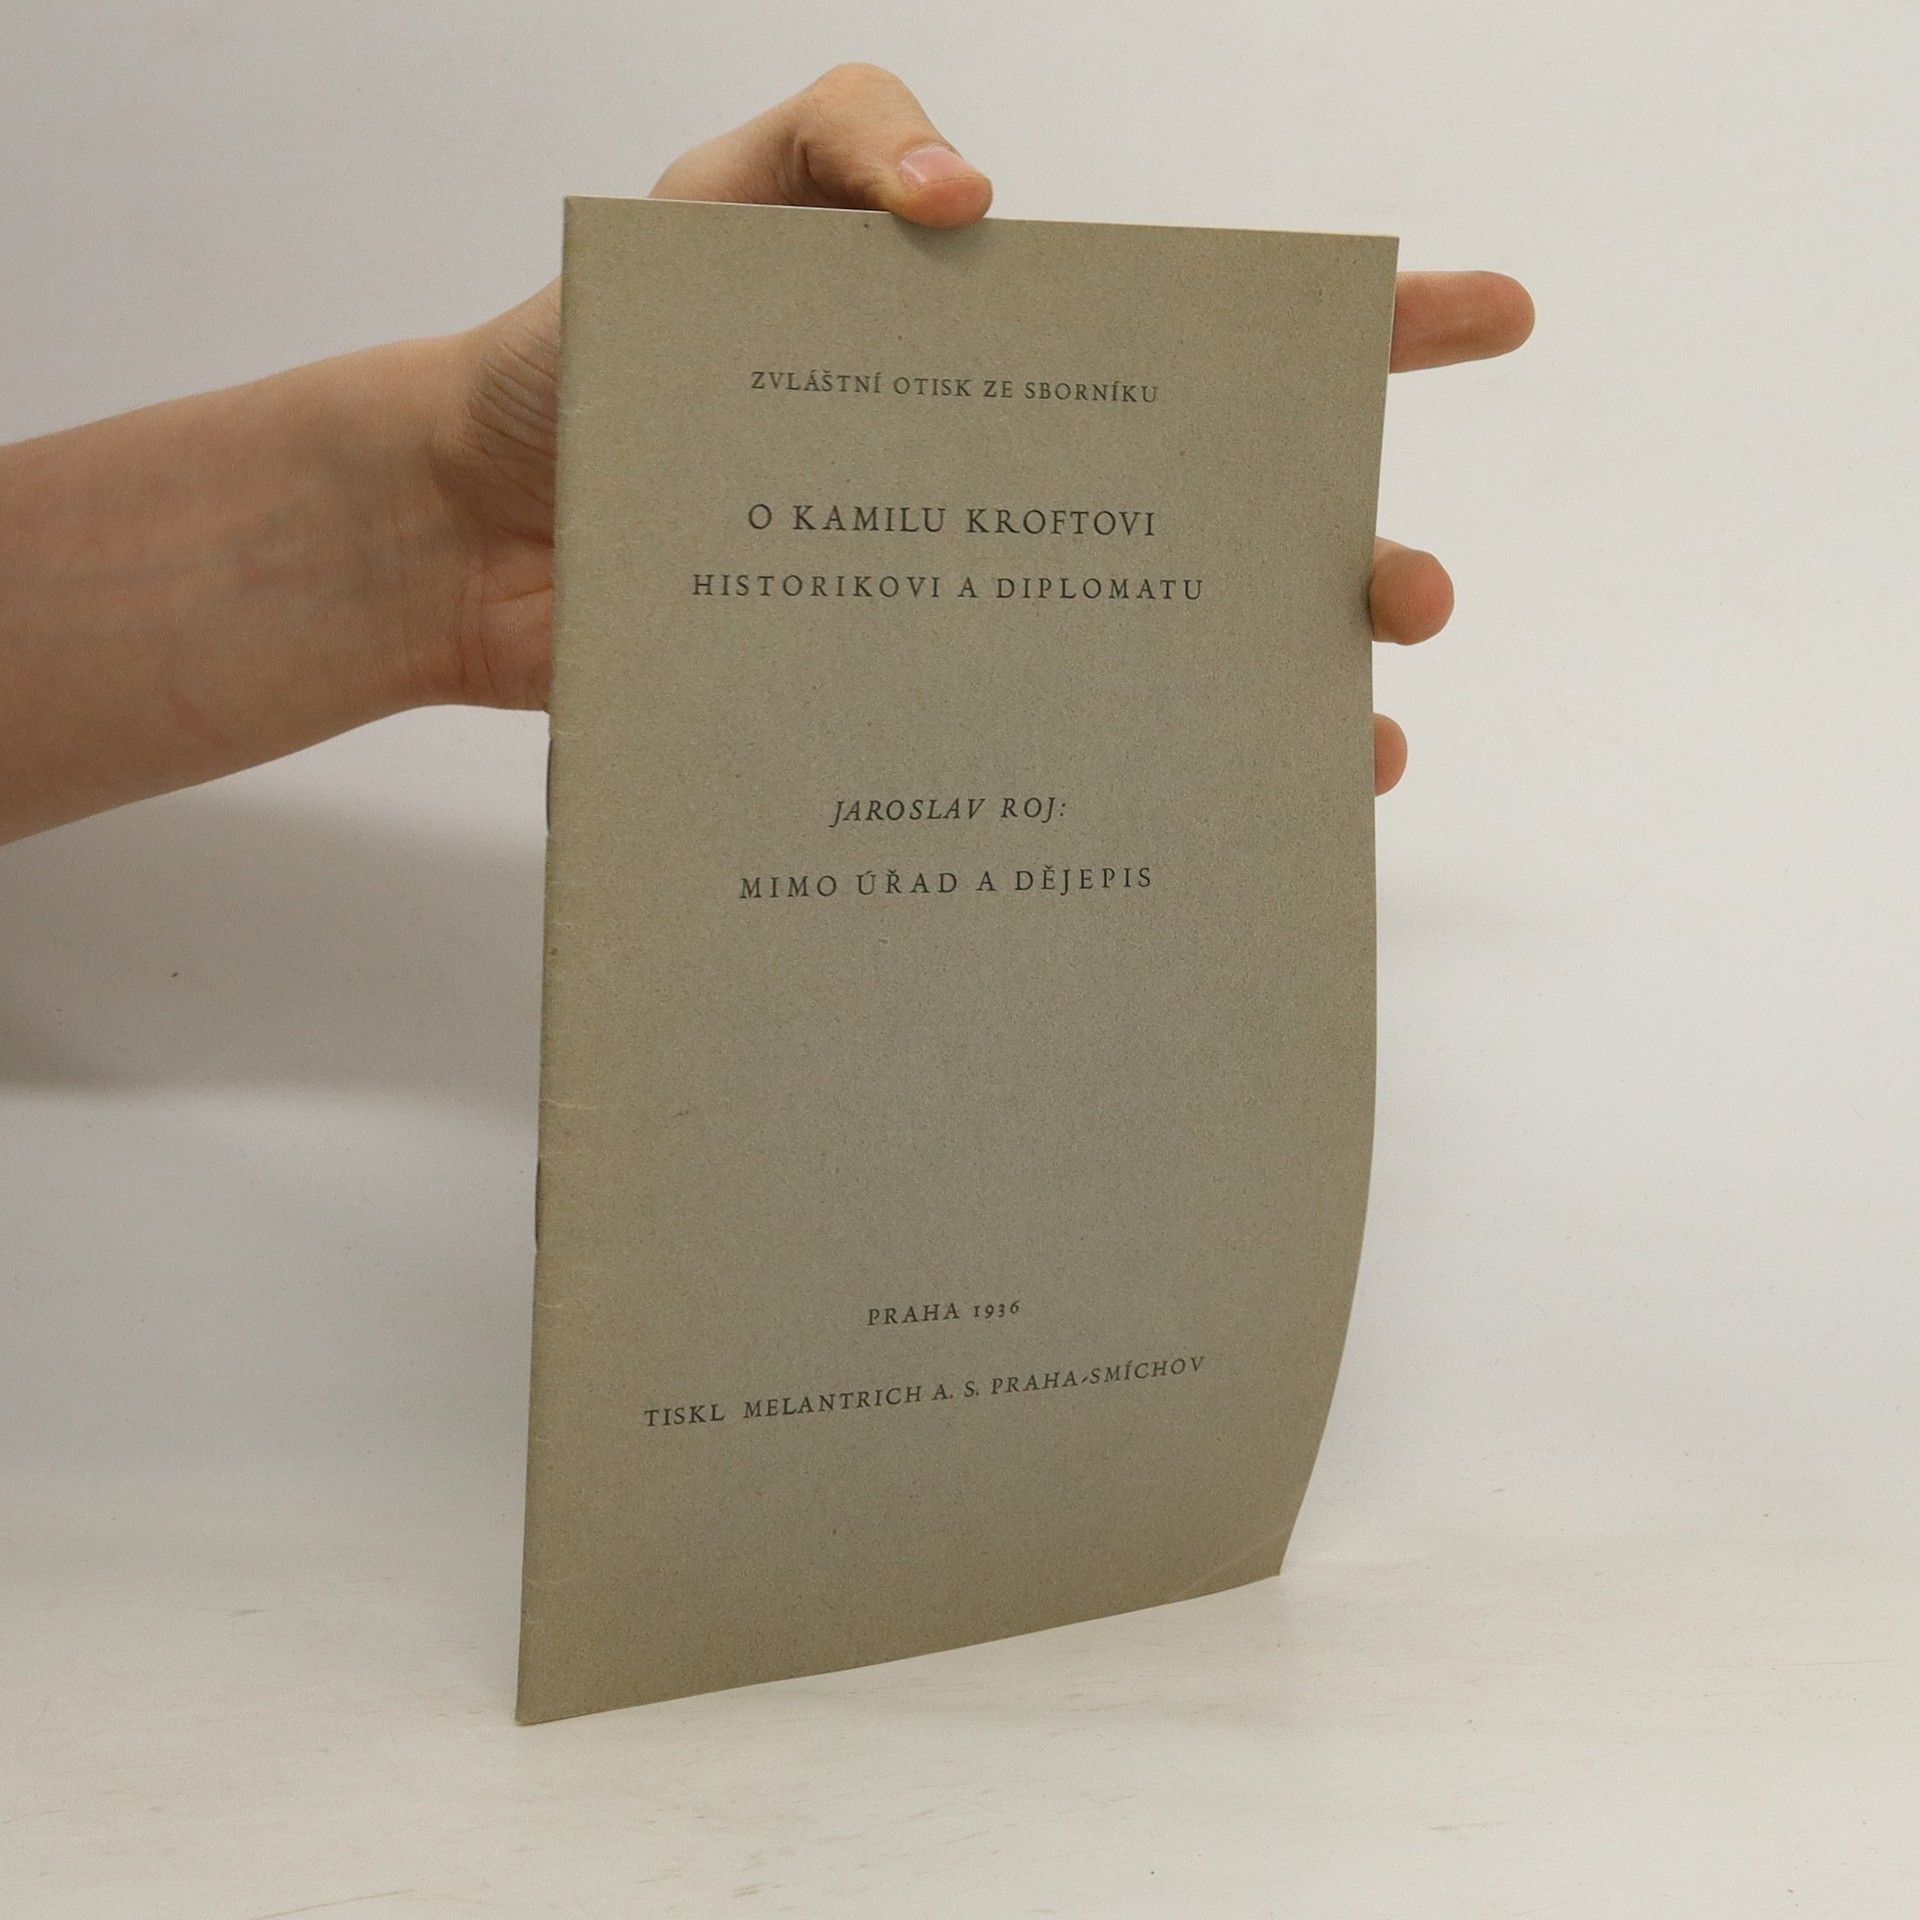 ZVLÁŠTNÍ OTISK ZE SBORNÍKU
O KAMILU KROFTOVI
HISTORIKOVI A DIPLOMATU
JAROSLAV ROJ:
MIMO ÚŘAD A DĚJEPIS
PRAHA 1936
TISKL MELANTRICH A. S. PRAHA-SMÍCHOV